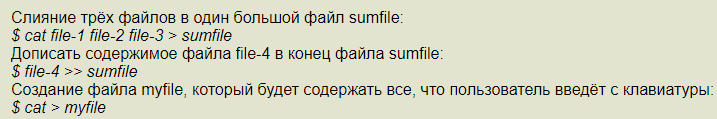 Слияние трёх файлов в один большой файл sumfile:
$ cat file-1 file-2 file-3 > sumfile
Дописать содержимое файла file-4 в конец файла sumfile:
$ file-4 >> sumfile
Создание файла myfile, который будет содержать все, что пользователь введёт с клавиатуры:
$ cat > myfile